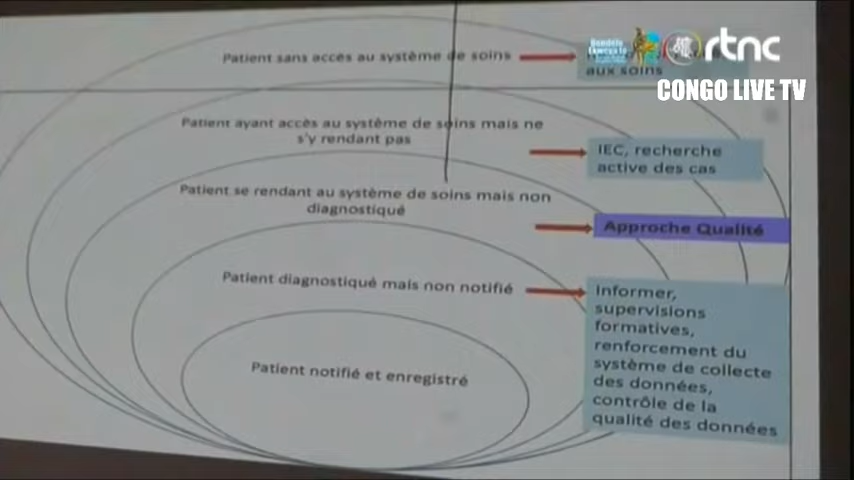 Patient sans accès au système de soins
aux soins
rtnc
CONGO LIVE TV
Patient ayant accès au système de soins mais ne
s'y rendant pas
IEC, recherche
active des cas
Patient se rendant au système de soins mais non
diagnostiqué
Approche Qualité
Patient diagnostiqué mais non notifié
Informer,
supervisions
formatives,
renforcement du
système de collecte
des données,
contrôle de la
qualité des données
Patient notifié et enregistré